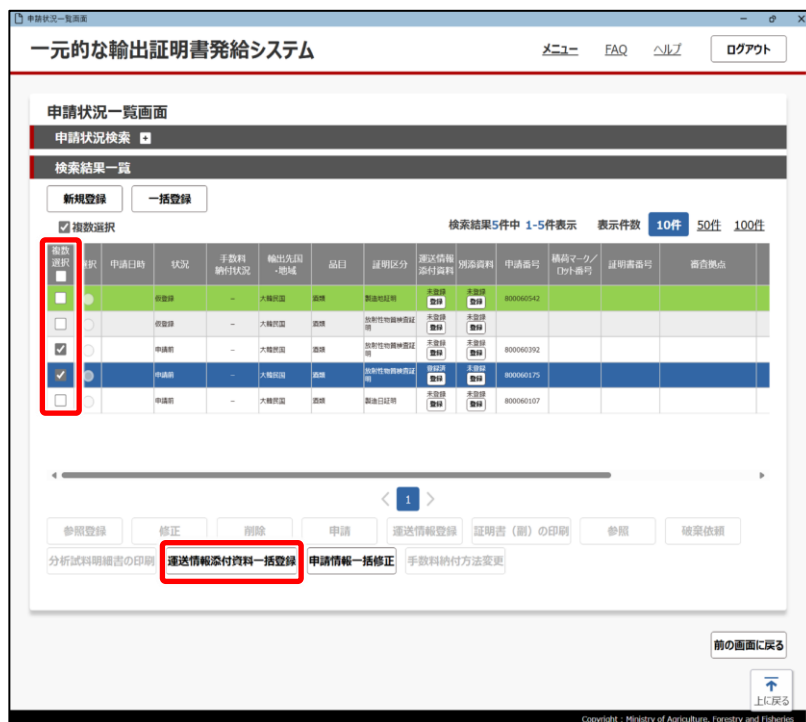 申請状況一覧画面
一元的な輸出証明書発給システム
メニュー FAQ ヘルプ ログアウト
申請状況一覧画面
申請状況検索 +
検索結果一覧
新規登録 一括登録
複数選択 検索結果5件中 1-5件表示 表示件数 10件 50件 100件
複数選択 選択 申請日時 状況 手数料納付状況 輸出先国・地域 品目 証明区分 運送情報添付資料 別添資料 申請番号 積荷マーク/ロット番号 証明書番号 審査拠点
仮登録 － 大韓民国 酒類 製造地証明 未登録 登録 未登録 登録 800060542
仮登録 － 大韓民国 酒類 放射性物質検査証明 未登録 登録 未登録 登録
申請前 － 大韓民国 酒類 放射性物質検査証明 未登録 登録 未登録 登録 800060392
申請前 － 大韓民国 酒類 放射性物質検査証明 登録済 登録 未登録 登録 800060175
申請前 － 大韓民国 酒類 製造日証明 未登録 登録 未登録 登録 800060107
1
参照登録 修正 削除 申請 運送情報登録 証明書（副）の印刷 参照 破棄依頼
分析試料明細書の印刷 運送情報添付資料一括登録 申請情報一括修正 手数料納付方法変更
前の画面に戻る
上に戻る
Copyright : Ministry of Agriculture, Forestry and Fisheries